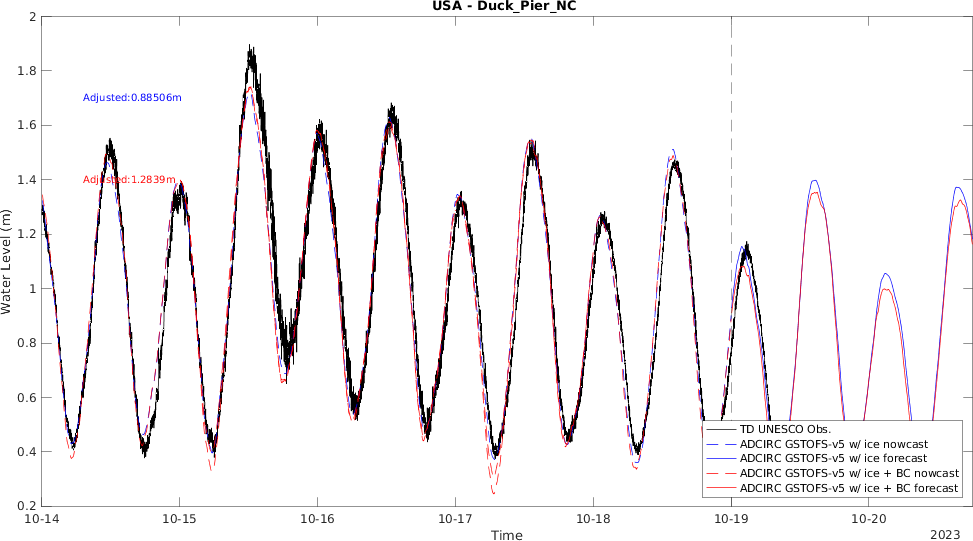 USA - Duck_Pier_NC
2
1.8
1.6
1.4
1.2
1
0.8
0.6
0.4
0.2
Water Level (m)
Adjusted:0.88506m
Adjusted:1.2839m
TD UNESCO Obs.
ADCIRC GSTOFS-v5 w/ ice nowcast
ADCIRC GSTOFS-v5 w/ ice forecast
ADCIRC GSTOFS-v5 w/ ice + BC nowcast
ADCIRC GSTOFS-v5 w/ ice + BC forecast
10-14 10-15 10-16 10-17 10-18 10-19 10-20
Time
2023